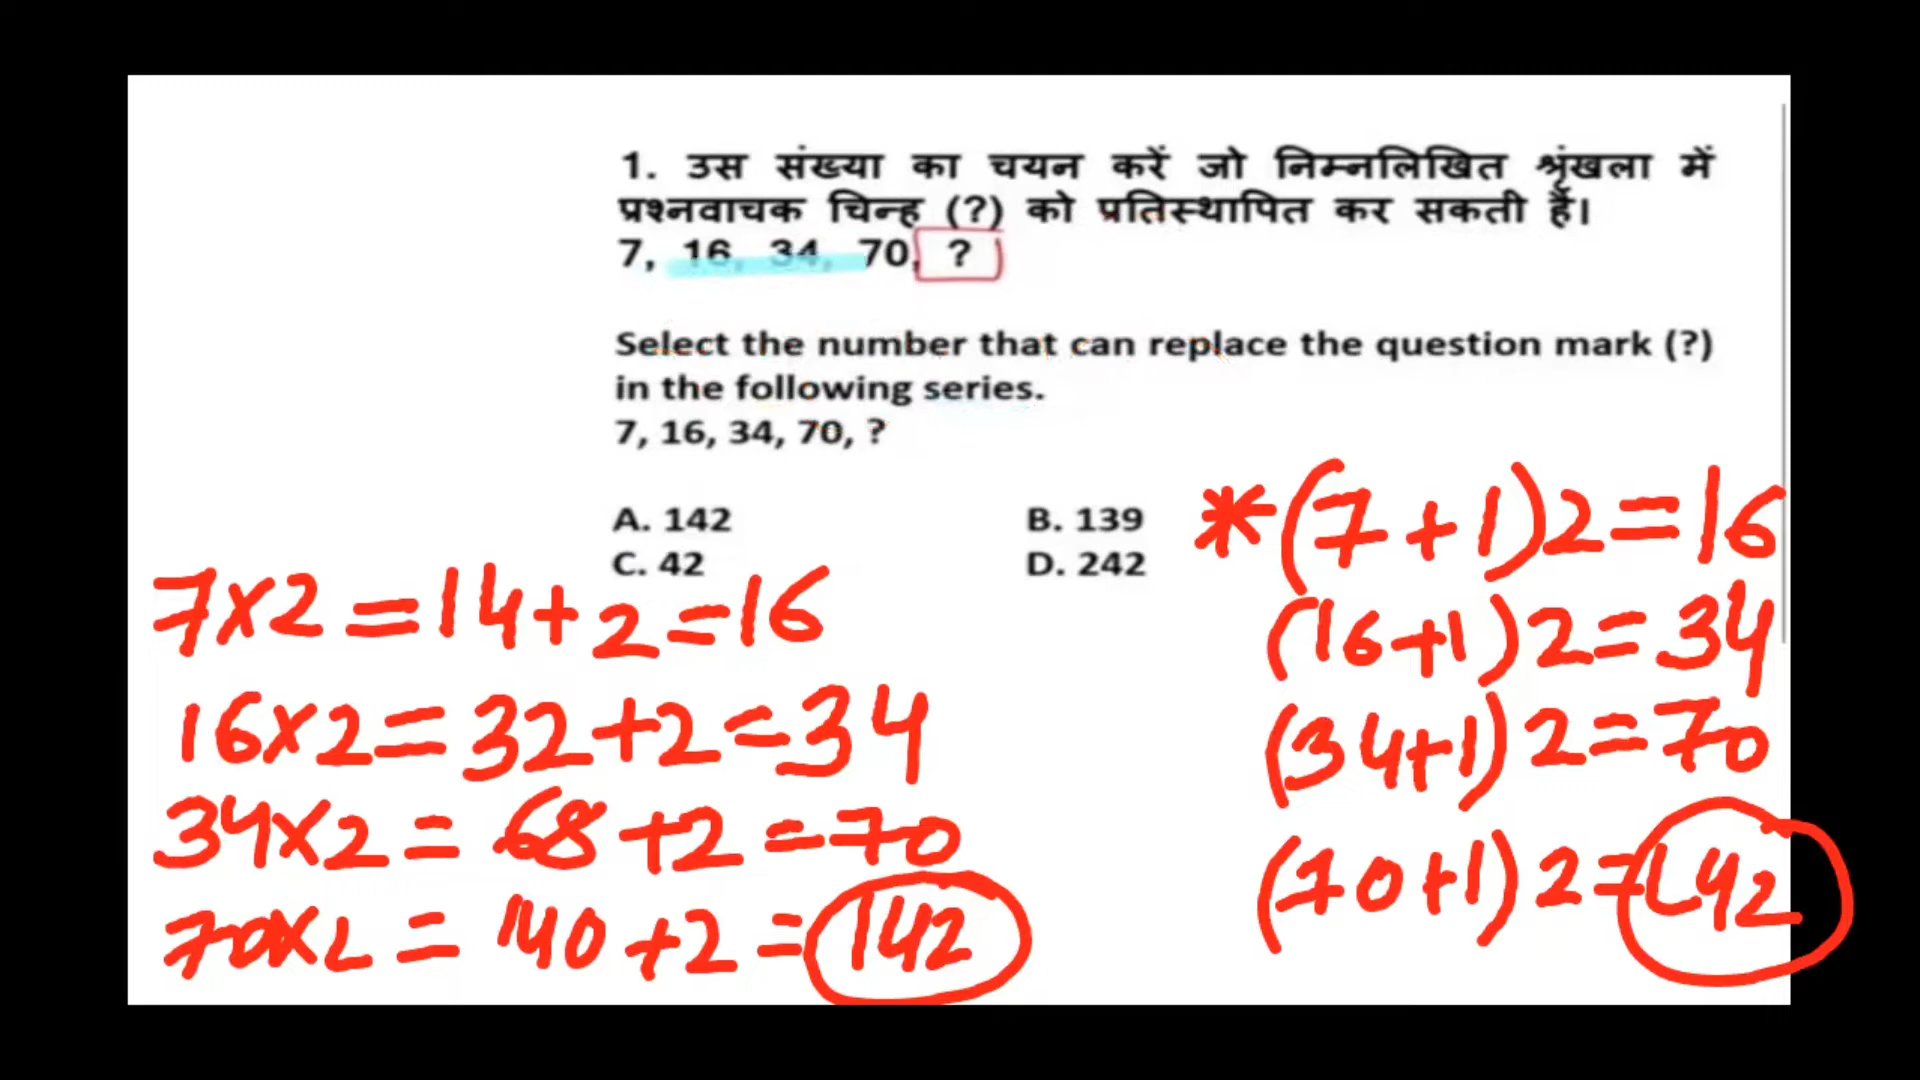 1. उस संख्या का चयन करें जो निम्नलिखित श्रृंखला में
प्रश्नवाचक चिन्ह (?) को प्रतिस्थापित कर सकती है।
7, 16, 34, 70, ?
Select the number that can replace the question mark (?)
in the following series.
7, 16, 34, 70, ?
A. 142 B. 139
C. 42 D. 242
7x2=14+2=16
16x2=32+2=34
34x2=68+2=70
70x2=140+2=142
*(7+1)2=16
(16+1)2=34
(34+1)2=70
(70+1)2=142